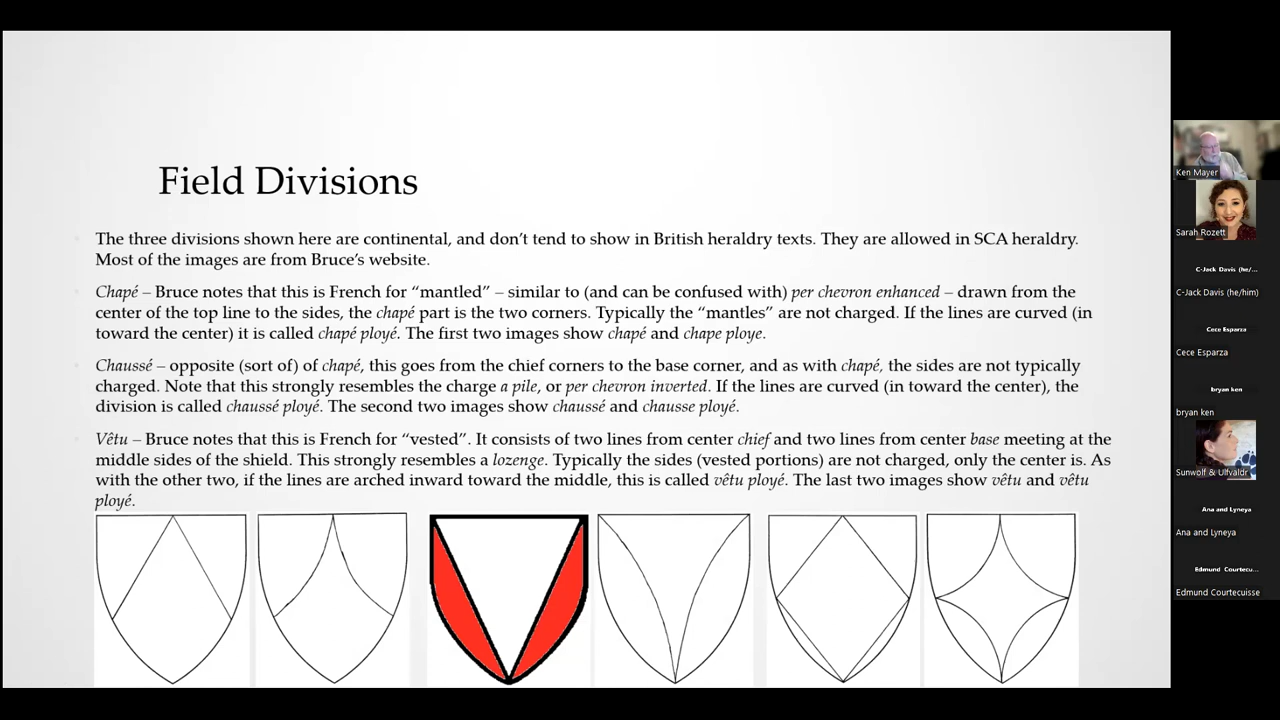 Field Divisions
The three divisions shown here are continental, and don't tend to show in British heraldry texts. They are allowed in SCA heraldry.
Most of the images are from Bruce's website.
Chapé – Bruce notes that this is French for "mantled" – similar to (and can be confused with) per chevron enhanced – drawn from the
center of the top line to the sides, the chapé part is the two corners. Typically the "mantles" are not charged. If the lines are curved (in
toward the center) it is called chapé ployé. The first two images show chapé and chape ploye.
Chaussé – opposite (sort of) of chapé, this goes from the chief corners to the base corner, and as with chapé, the sides are not typically
charged. Note that this strongly resembles the charge a pile, or per chevron inverted. If the lines are curved (in toward the center), the
division is called chaussé ployé. The second two images show chaussé and chausse ployé.
Vêtu – Bruce notes that this is French for "vested". It consists of two lines from center chief and two lines from center base meeting at the
middle sides of the shield. This strongly resembles a lozenge. Typically the sides (vested portions) are not charged, only the center is. As
with the other two, if the lines are arched inward toward the middle, this is called vêtu ployé. The last two images show vêtu and vêtu
ployé.
Ken Mayer
Sarah Rozett
C-Jack Davis (he/...
C-Jack Davis (he/him)
Cece Esparza
Cece Esparza
bryan ken
bryan ken
Sunwolf & Ulfvaldr
Ana and Lyneya
Ana and Lyneya
Edmund Courtecu...
Edmund Courtecuisse